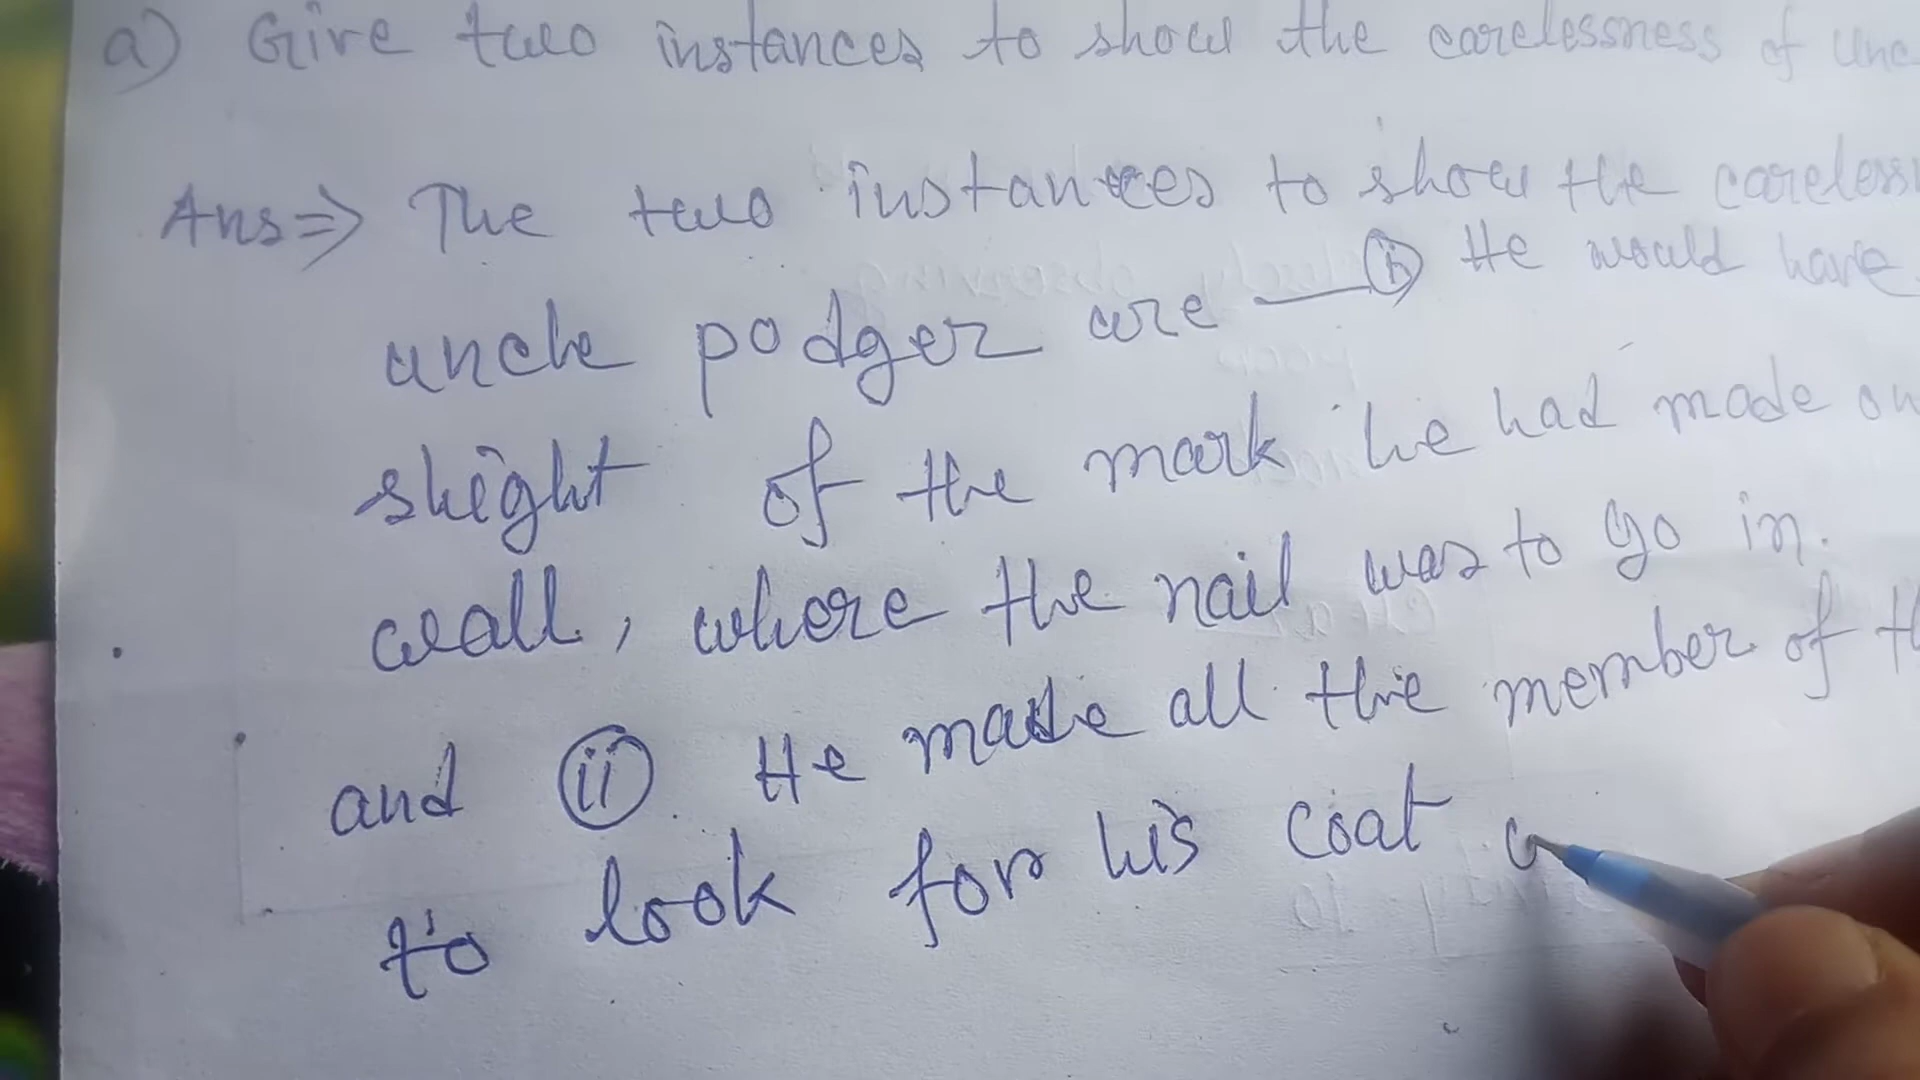 a) Give two instances to show the carelessness of
Ans⇒ The two instances to show the
uncle podger are — (i) He would have
slight of the mark he had made
wall, where the nail was to go in.
and (ii) He made all the member of
to look for his coat